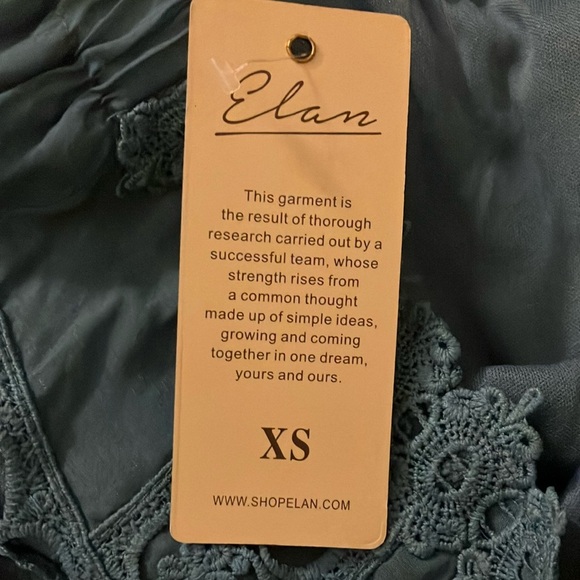 Elan
This garment is
the result of thorough
research carried out by a
successful team, whose
strength rises from
a common thought
made up of simple ideas,
growing and coming
together in one dream,
yours and ours.
XS
WWW.SHOPELAN.COM